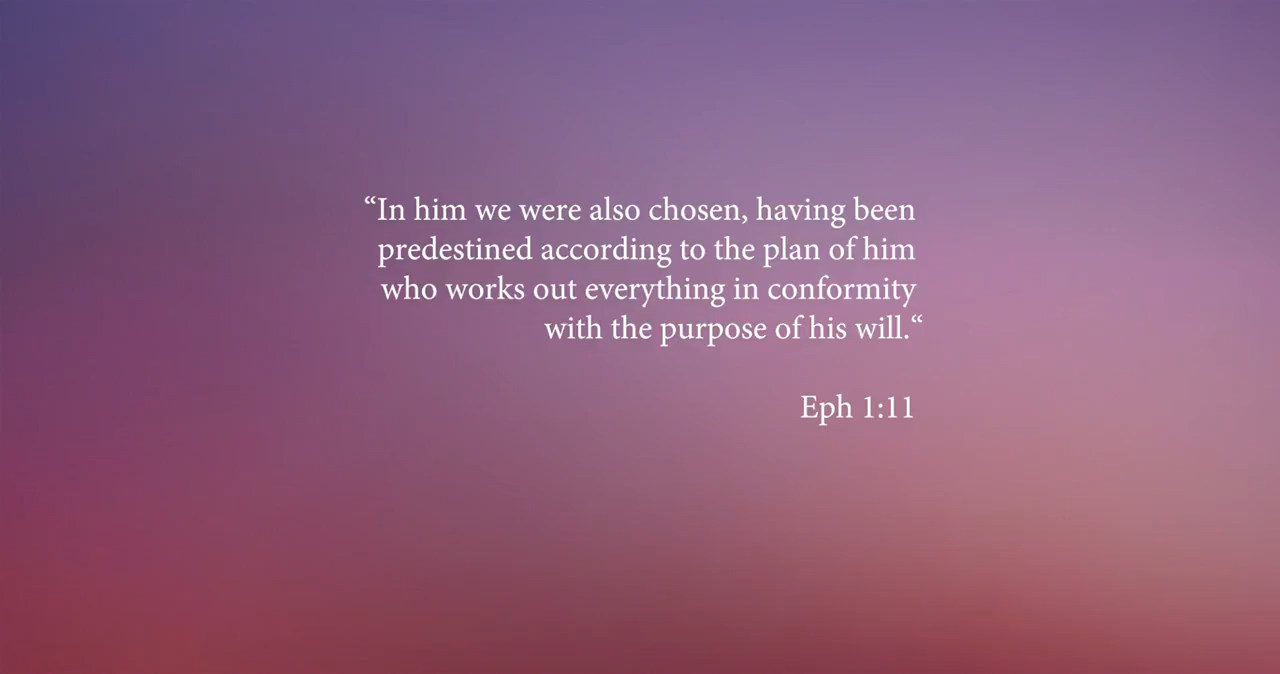 “In him we were also chosen, having been
predestined according to the plan of him
who works out everything in conformity
with the purpose of his will.“
Eph 1:11